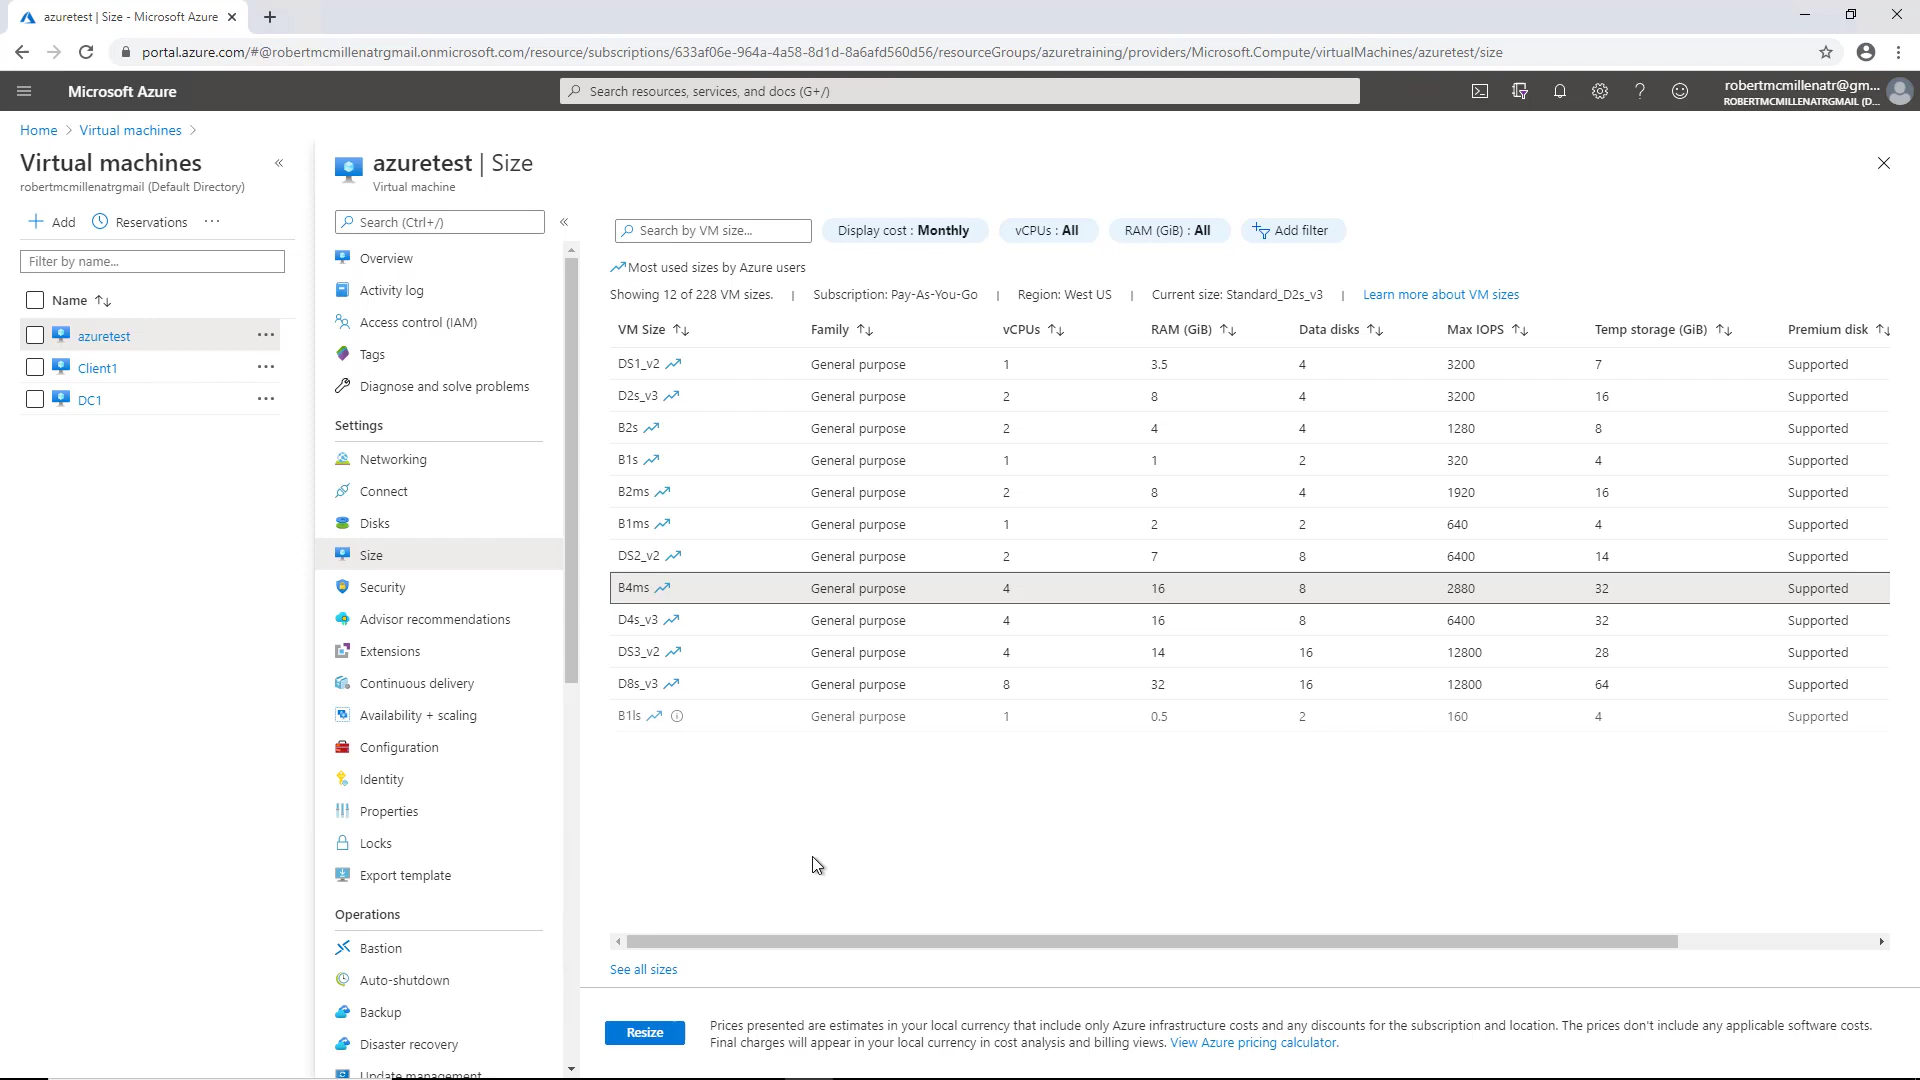 azuretest | Size - Microsoft Azure
portal.azure.com/#@robertmcmillenatrgmail.onmicrosoft.com/resource/subscriptions/633af06e-964a-4a58-8d1d-8a6afd560d56/resourceGroups/azuretraining/providers/Microsoft.Compute/virtualMachines/azuretest/size
Microsoft Azure
Search resources, services, and docs (G+/)
robertmcmillenatr@gm...
ROBERTMCMILLENATRGMAIL (D...
Home > Virtual machines >
Virtual machines
robertmcmillenatrgmail (Default Directory)
Add Reservations ...
Filter by name...
Name
azuretest ...
Client1 ...
DC1 ...
azuretest | Size
Virtual machine
Search (Ctrl+/)
Overview
Activity log
Access control (IAM)
Tags
Diagnose and solve problems
Settings
Networking
Connect
Disks
Size
Security
Advisor recommendations
Extensions
Continuous delivery
Availability + scaling
Configuration
Identity
Properties
Locks
Export template
Operations
Bastion
Auto-shutdown
Backup
Disaster recovery
Update management
Search by VM size... Display cost : Monthly vCPUs : All RAM (GiB) : All Add filter
Most used sizes by Azure users
Showing 12 of 228 VM sizes. | Subscription: Pay-As-You-Go | Region: West US | Current size: Standard_D2s_v3 | Learn more about VM sizes
VM Size Family vCPUs RAM (GiB) Data disks Max IOPS Temp storage (GiB) Premium disk
DS1_v2 General purpose 1 3.5 4 3200 7 Supported
D2s_v3 General purpose 2 8 4 3200 16 Supported
B2s General purpose 2 4 4 1280 8 Supported
B1s General purpose 1 1 2 320 4 Supported
B2ms General purpose 2 8 4 1920 16 Supported
B1ms General purpose 1 2 2 640 4 Supported
DS2_v2 General purpose 2 7 8 6400 14 Supported
B4ms General purpose 4 16 8 2880 32 Supported
D4s_v3 General purpose 4 16 8 6400 32 Supported
DS3_v2 General purpose 4 14 16 12800 28 Supported
D8s_v3 General purpose 8 32 16 12800 64 Supported
B1ls General purpose 1 0.5 2 160 4 Supported
See all sizes
Resize
Prices presented are estimates in your local currency that include only Azure infrastructure costs and any discounts for the subscription and location. The prices don't include any applicable software costs.
Final charges will appear in your local currency in cost analysis and billing views. View Azure pricing calculator.